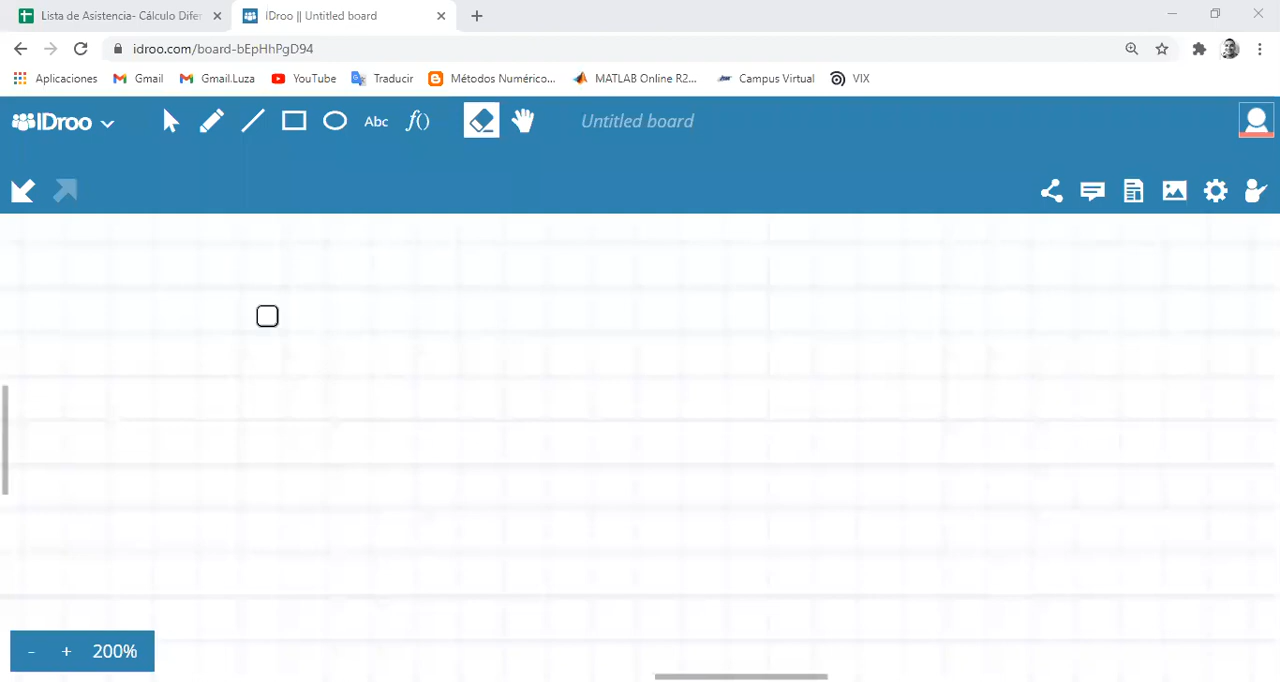 Lista de Asistencia- Cálculo Difer
IDroo || Untitled board
idroo.com/board-bEpHhPgD94
Aplicaciones
Gmail
Gmail.Luza
YouTube
Traducir
Métodos Numérico...
MATLAB Online R2...
Campus Virtual
VIX
IDroo
Abc
f()
Untitled board
- + 200%